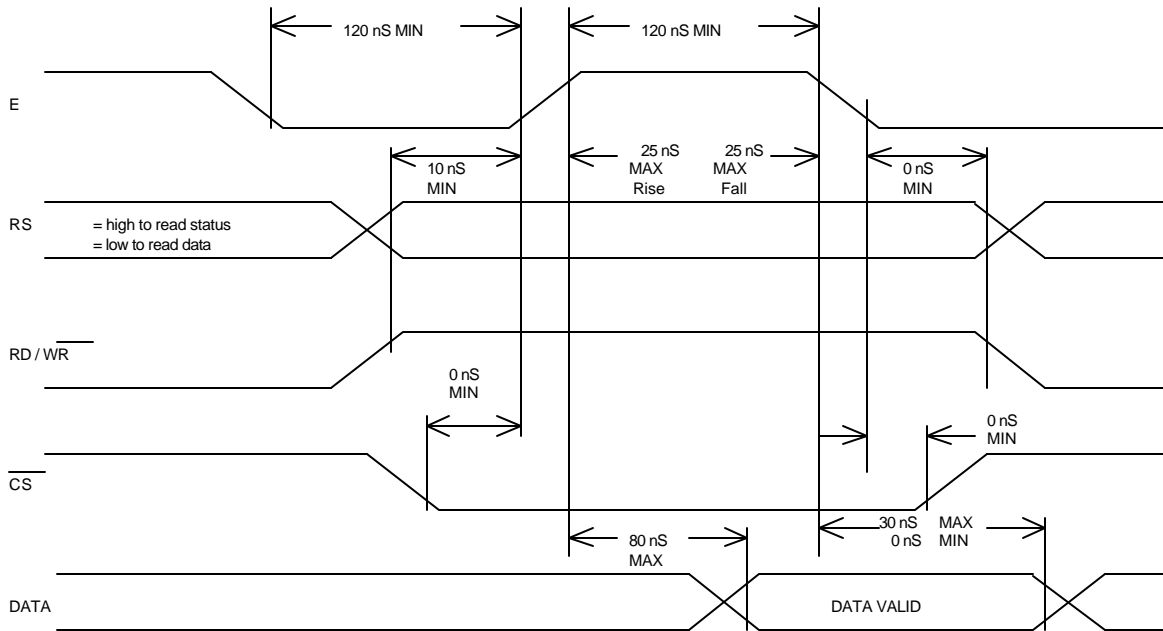 120 nS MIN
120 nS MIN
E
10 nS
MIN
25 nS
MAX
Rise
25 nS
MAX
Fall
0 nS
MIN
RS
= high to read status
= low to read data
RD / WR
0 nS
MIN
0 nS
MIN
CS
80 nS
MAX
30 nS MAX
0 nS MIN
DATA
DATA VALID